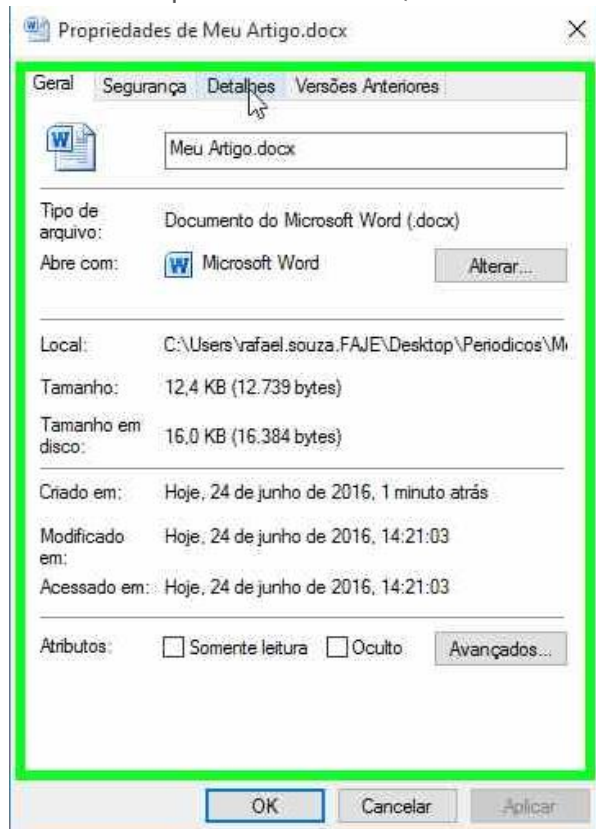 Propriedades de Meu Artigo.docx
Geral Segurança Detalhes Versões Anteriores
Meu Artigo.docx
Tipo de arquivo: Documento do Microsoft Word (.docx)
Abre com: Microsoft Word Alterar...
Local: C:\Users\rafael.souza.FAJE\Desktop\Periodicos\M
Tamanho: 12,4 KB (12.739 bytes)
Tamanho em disco: 16,0 KB (16.384 bytes)
Criado em: Hoje, 24 de junho de 2016, 1 minuto atrás
Modificado em: Hoje, 24 de junho de 2016, 14:21:03
Acessado em: Hoje, 24 de junho de 2016, 14:21:03
Atributos: Somente leitura Oculto Avançados...
OK Cancelar Aplicar